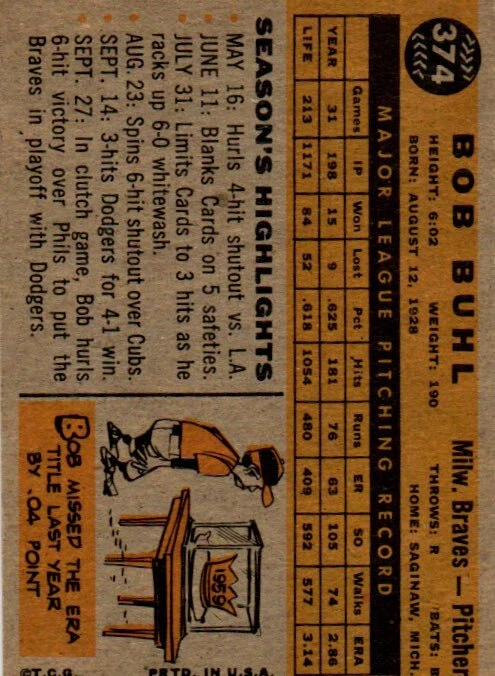 374
BOB BUHL Milw. Braves — Pitcher
HEIGHT: 6:02 WEIGHT: 190 THROWS: R BATS: R
BORN: AUGUST 12, 1928 HOME: SAGINAW, MICH.
MAJOR LEAGUE PITCHING RECORD
Games IP Won Lost Pct Hits Runs ER SO Walks ERA
YEAR 31 198 15 9 .625 181 76 63 105 74 2.86
LIFE 213 1171 84 52 .618 1054 480 409 592 577 3.14
SEASON'S HIGHLIGHTS
• MAY 16: Hurls 4-hit shutout vs. L.A.
• JUNE 11: Blanks Cards on 5 safeties.
• JULY 31: Limits Cards to 3 hits as he
racks up 6-0 whitewash.
• AUG. 23: Spins 6-hit shutout over Cubs.
• SEPT. 14: 3-hits Dodgers for 4-1 win.
• SEPT. 27: In clutch game, Bob hurls
6-hit victory over Phils to put the
Braves in playoff with Dodgers.
1959
BOB MISSED THE ERA
TITLE LAST YEAR
BY .04 POINT
©T.C.G. PRTD. IN U.S.A.